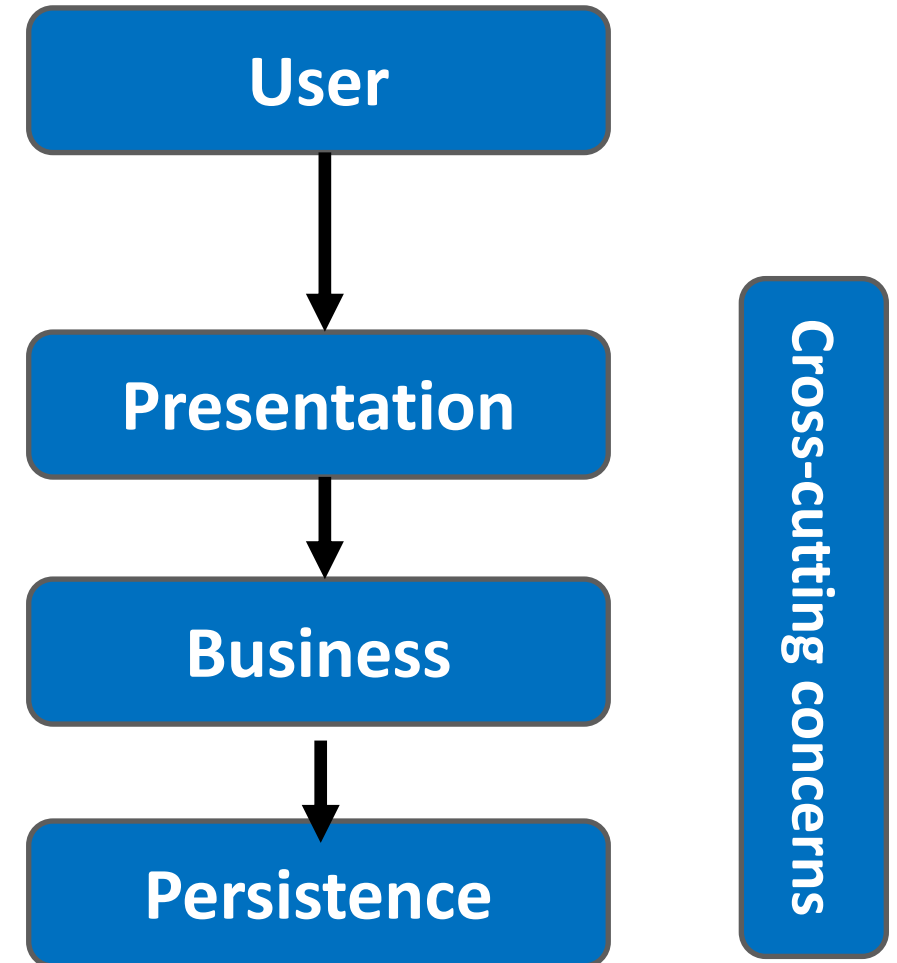 User
Presentation
Business
Persistence
Cross-cutting concerns